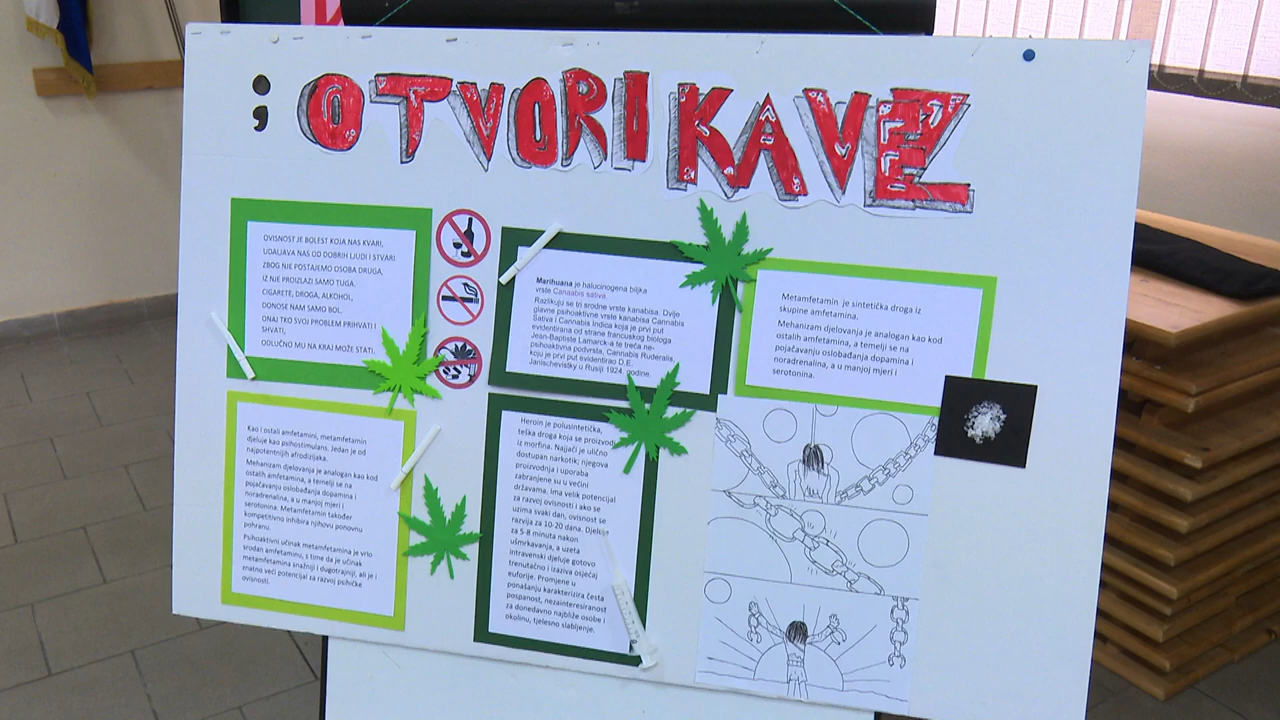 ; OTVORI KAVEZ
OVISNOST JE BOLEST KOJA NAS KVARI,
UDALJAVA NAS OD DOBRIH LJUDI I STVARI.
ZBOG NJE POSTAJEMO OSOBA DRUGA,
IZ NJE PROIZLAZI SAMO TUGA.
CIGARETE, DROGA, ALKOHOL,
DONOSE NAM SAMO BOL.
ONAJ TKO SVOJ PROBLEM PRIHVATI I
SHVATI,
ODLUČNO MU NA KRAJ MOŽE STATI.
Marihuana je halucinogena biljka
vrste Canaabis sativa.
Razlikuju se tri srodne vrste kanabisa. Dvije
glavne psihoaktivne vrste kanabisa Cannabis
Sativa i Cannabis Indica koja je prvi put
evidentirana od strane francuskog biologa
Jean-Baptiste Lamarck-a te treća ne-
psihoaktivna podvrsta, Cannabis Ruderalis,
koju je prvi put evidentirao D.E.
Janischevistky u Rusiji 1924. godine.
Metamfetamin je sintetička droga iz
skupine amfetamina.
Mehanizam djelovanja je analogan kao kod
ostalih amfetamina, a temelji se na
pojačavanju oslobađanja dopamina i
noradrenalina, a u manjoj mjeri i
serotonina.
Kao i ostali amfetamini, metamfetamin
djeluje kao psihostimulans. Jedan je od
najpotentnijih afrodizijaka.
Mehanizam djelovanja je analogan kao kod
ostalih amfetamina, a temelji se na
pojačavanju oslobađanja dopamina i
noradrenalina, a u manjoj mjeri i
serotonina. Metamfetamin također
kompetitivno inhibira njihovu ponovnu
pohranu.
Psihoaktivni učinak metamfetamina je vrlo
srodan amfetaminu, s time da je učinak
metamfetamina snažniji i dugotrajniji, ali je i
znatno veći potencijal za razvoj psihičke
ovisnosti.
Heroin je polusintetička,
teška droga koja se proizvodi
iz morfina. Najjači je ulično
dostupan narkotik; njegova
proizvodnja i uporaba
zabranjene su u većini
državama. Ima velik potencijal
za razvoj ovisnosti i ako se
uzima svaki dan, ovisnost se
razvija za 10-20 dana. Djeluje
za 5-8 minuta nakon
ušmrkavanja, a uzeta
intravenski djeluje gotovo
trenutačno i izaziva osjećaj
euforije. Promjene u
ponašanju karakterizira česta
pospanost, nezainteresiranost
za donedavno najbliže osobe i
okolinu, tjelesno slabljenje.